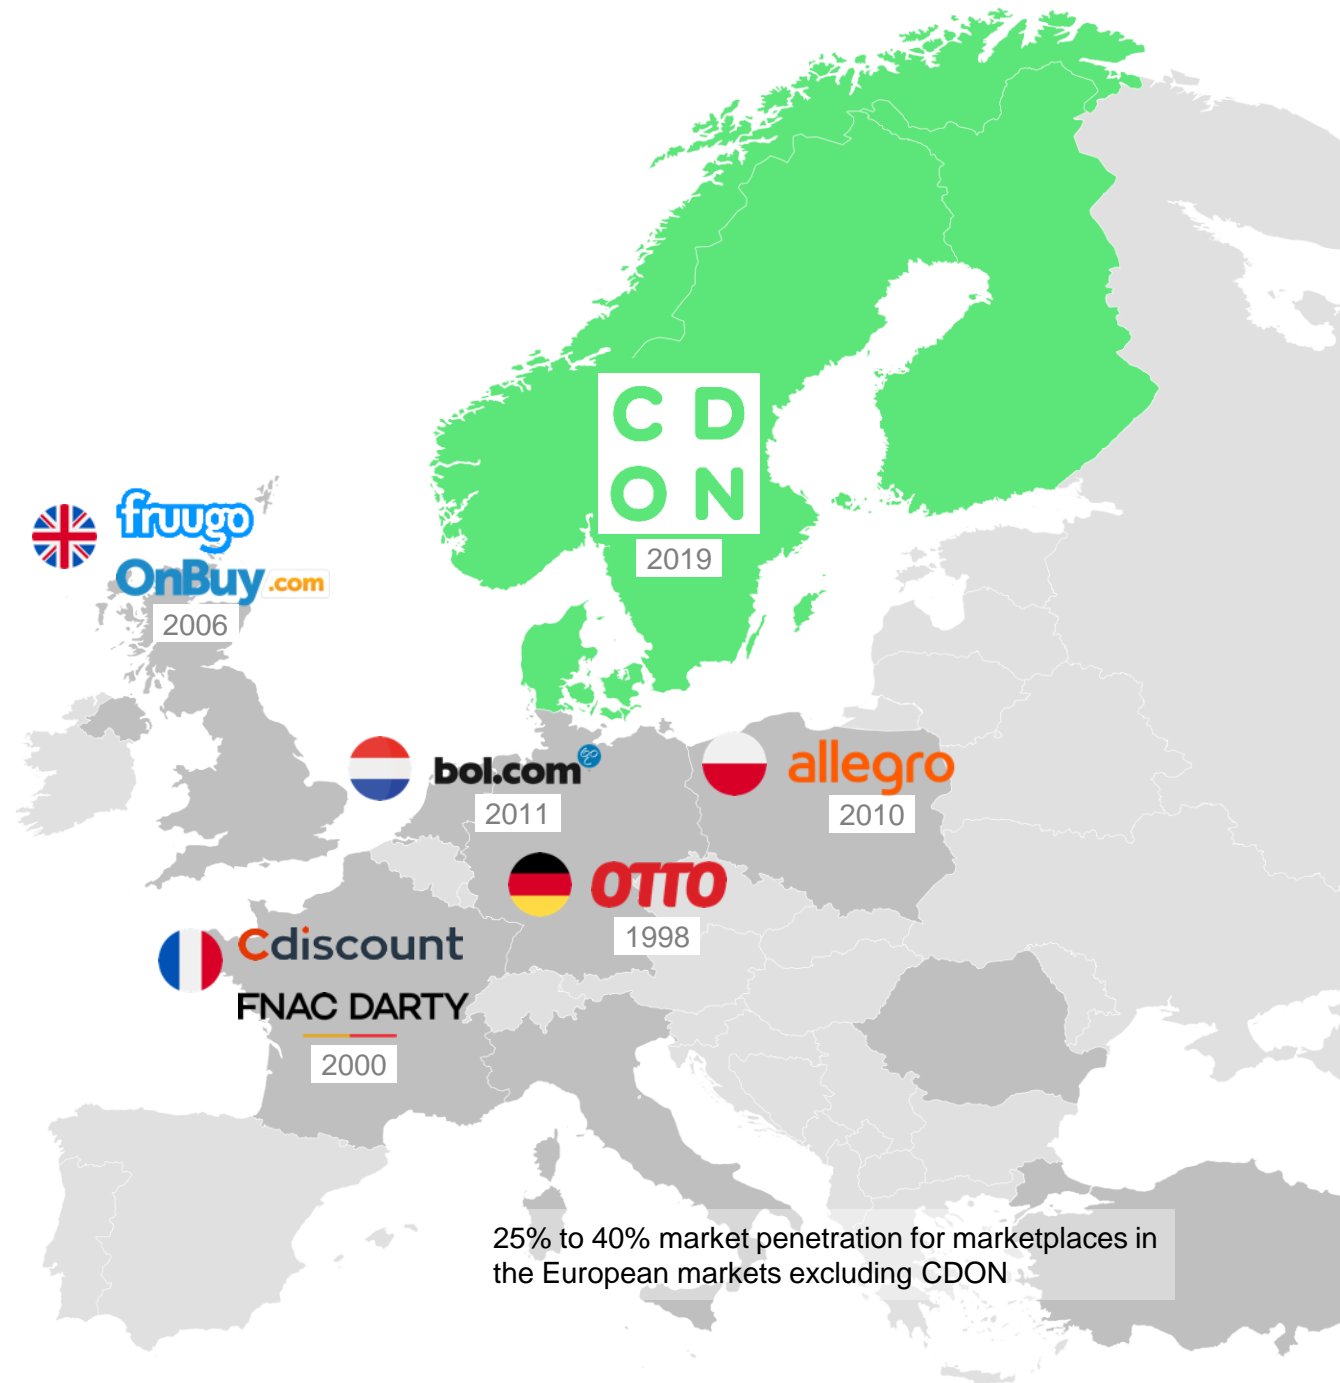 C D
O N
2019
fruugo
OnBuy.com
2006
bol.com
2011
allegro
2010
OTTO
1998
Cdiscount
FNAC DARTY
2000
25% to 40% market penetration for marketplaces in
the European markets excluding CDON